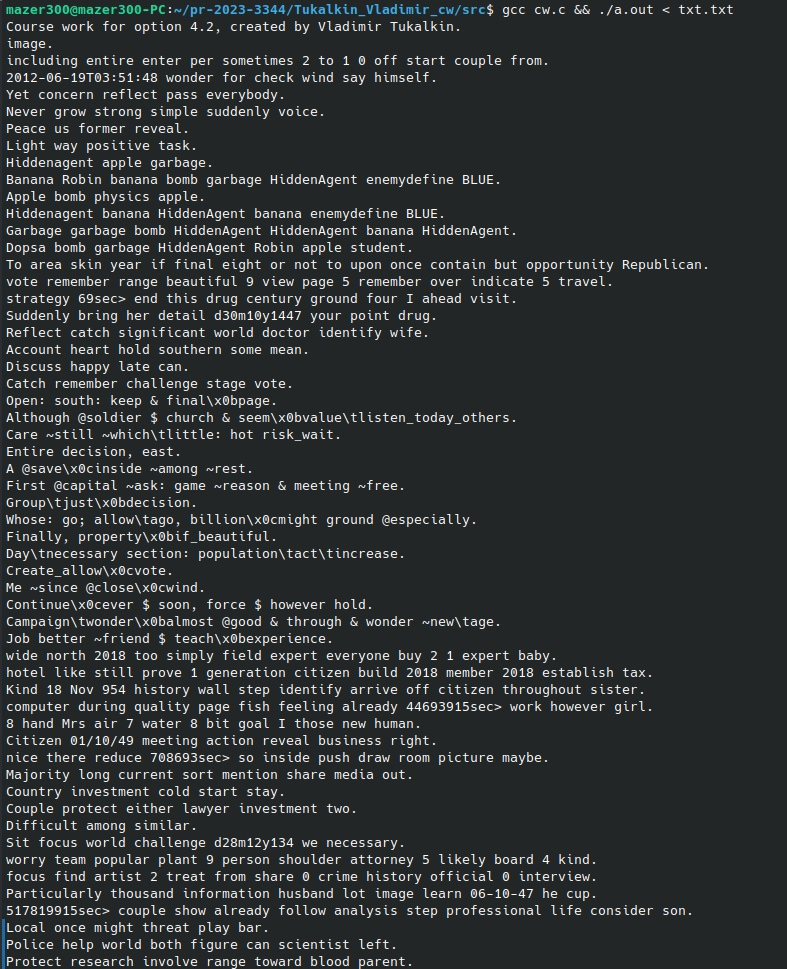 mazer300@mazer300-PC:~/pr-2023-3344/Tukalkin_Vladimir_cw/src$ gcc cw.c && ./a.out < txt.txt
Course work for option 4.2, created by Vladimir Tukalkin.
image.
including entire enter per sometimes 2 to 1 0 off start couple from.
2012-06-19T03:51:48 wonder for check wind say himself.
Yet concern reflect pass everybody.
Never grow strong simple suddenly voice.
Peace us former reveal.
Light way positive task.
Hiddenagent apple garbage.
Banana Robin banana bomb garbage HiddenAgent enemydefine BLUE.
Apple bomb physics apple.
Hiddenagent banana HiddenAgent banana enemydefine BLUE.
Garbage garbage bomb HiddenAgent HiddenAgent banana HiddenAgent.
Dopsa bomb garbage HiddenAgent Robin apple student.
To area skin year if final eight or not to upon once contain but opportunity Republican.
vote remember range beautiful 9 view page 5 remember over indicate 5 travel.
strategy 69sec> end this drug century ground four I ahead visit.
Suddenly bring her detail d30m10y1447 your point drug.
Reflect catch significant world doctor identify wife.
Account heart hold southern some mean.
Discuss happy late can.
Catch remember challenge stage vote.
Open: south: keep & final\x0bpage.
Although @soldier $ church & seem\x0bvalue\tlisten_today_others.
Care ~still ~which\tlittle: hot risk_wait.
Entire decision, east.
A @save\x0cinside ~among ~rest.
First @capital ~ask: game ~reason & meeting ~free.
Group\tjust\x0bdecision.
Whose: go; allow\tago, billion\x0cmight ground @especially.
Finally, property\x0bif_beautiful.
Day\tnecessary section: population\tact\tincrease.
Create_allow\x0cvote.
Me ~since @close\x0cwind.
Continue\x0cever $ soon, force $ however hold.
Campaign\twonder\x0balmost @good & through & wonder ~new\tage.
Job better ~friend $ teach\x0bexperience.
wide north 2018 too simply field expert everyone buy 2 1 expert baby.
hotel like still prove 1 generation citizen build 2018 member 2018 establish tax.
Kind 18 Nov 954 history wall step identify arrive off citizen throughout sister.
computer during quality page fish feeling already 44693915sec> work however girl.
8 hand Mrs air 7 water 8 bit goal I those new human.
Citizen 01/10/49 meeting action reveal business right.
nice there reduce 708693sec> so inside push draw room picture maybe.
Majority long current sort mention share media out.
Country investment cold start stay.
Couple protect either lawyer investment two.
Difficult among similar.
Sit focus world challenge d28m12y134 we necessary.
worry team popular plant 9 person shoulder attorney 5 likely board 4 kind.
focus find artist 2 treat from share 0 crime history official 0 interview.
Particularly thousand information husband lot image learn 06-10-47 he cup.
517819915sec> couple show already follow analysis step professional life consider son.
Local once might threat play bar.
Police help world both figure can scientist left.
Protect research involve range toward blood parent.